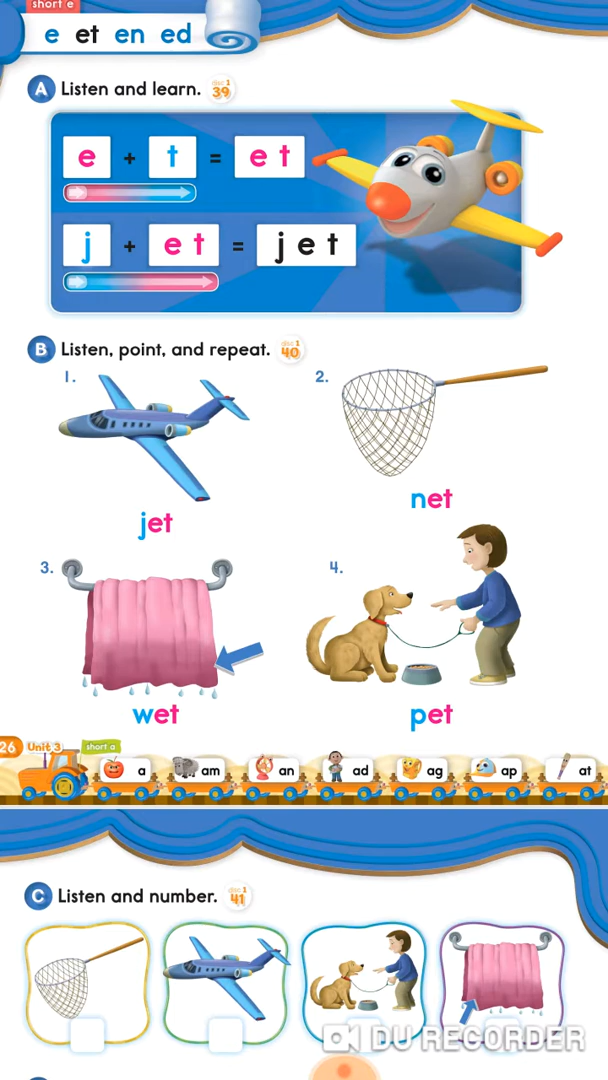 short e
e et en ed
A Listen and learn. disc 1 39
e + t = e t
j + e t = j e t
B Listen, point, and repeat. disc 1 40
1.
2.
jet
net
3.
4.
wet
pet
26 Unit 3 short a
a am an ad ag ap at
C Listen and number. disc 1 41
DU RECORDER